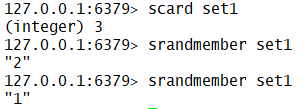 127.0.0.1:6379> scard set1
(integer) 3
127.0.0.1:6379> srandmember set1
"2"
127.0.0.1:6379> srandmember set1
"1"